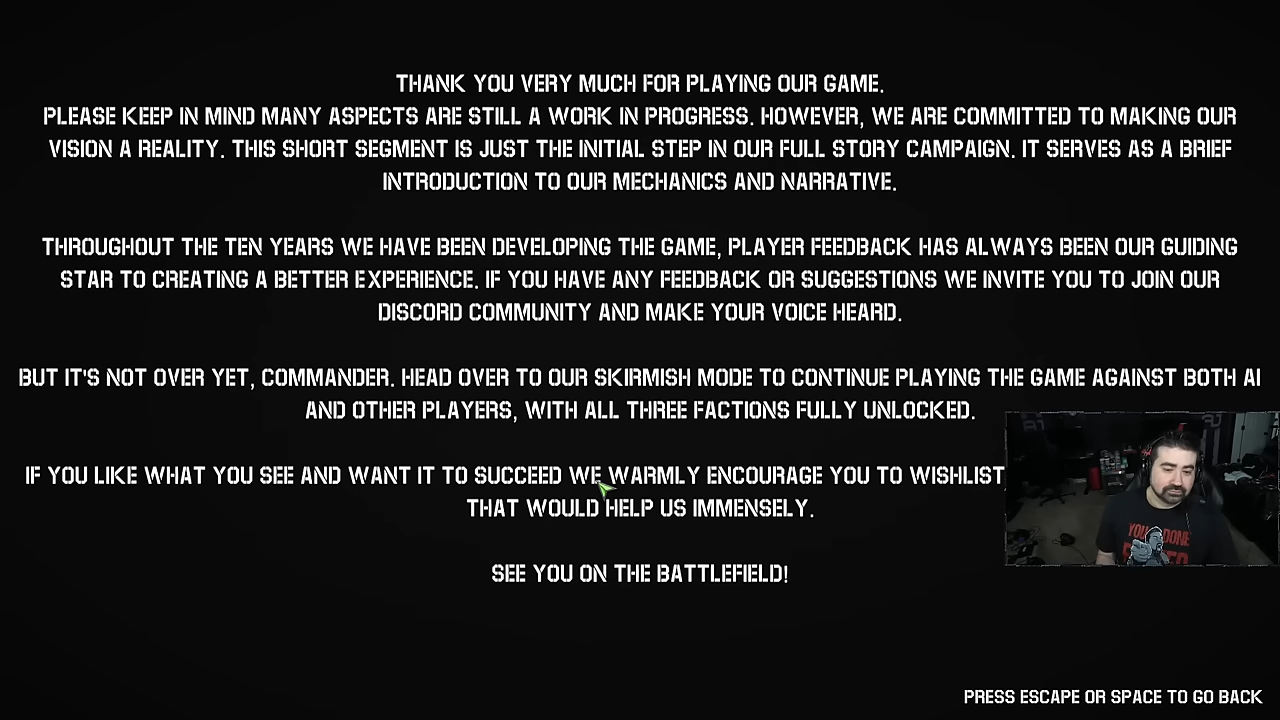 THANK YOU VERY MUCH FOR PLAYING OUR GAME.
PLEASE KEEP IN MIND MANY ASPECTS ARE STILL A WORK IN PROGRESS. HOWEVER, WE ARE COMMITTED TO MAKING OUR
VISION A REALITY. THIS SHORT SEGMENT IS JUST THE INITIAL STEP IN OUR FULL STORY CAMPAIGN. IT SERVES AS A BRIEF
INTRODUCTION TO OUR MECHANICS AND NARRATIVE.
THROUGHOUT THE TEN YEARS WE HAVE BEEN DEVELOPING THE GAME, PLAYER FEEDBACK HAS ALWAYS BEEN OUR GUIDING
STAR TO CREATING A BETTER EXPERIENCE. IF YOU HAVE ANY FEEDBACK OR SUGGESTIONS WE INVITE YOU TO JOIN OUR
DISCORD COMMUNITY AND MAKE YOUR VOICE HEARD.
BUT IT'S NOT OVER YET, COMMANDER. HEAD OVER TO OUR SKIRMISH MODE TO CONTINUE PLAYING THE GAME AGAINST BOTH AI
AND OTHER PLAYERS, WITH ALL THREE FACTIONS FULLY UNLOCKED.
IF YOU LIKE WHAT YOU SEE AND WANT IT TO SUCCEED WE WARMLY ENCOURAGE YOU TO WISHLIST
THAT WOULD HELP US IMMENSELY.
SEE YOU ON THE BATTLEFIELD!
PRESS ESCAPE OR SPACE TO GO BACK